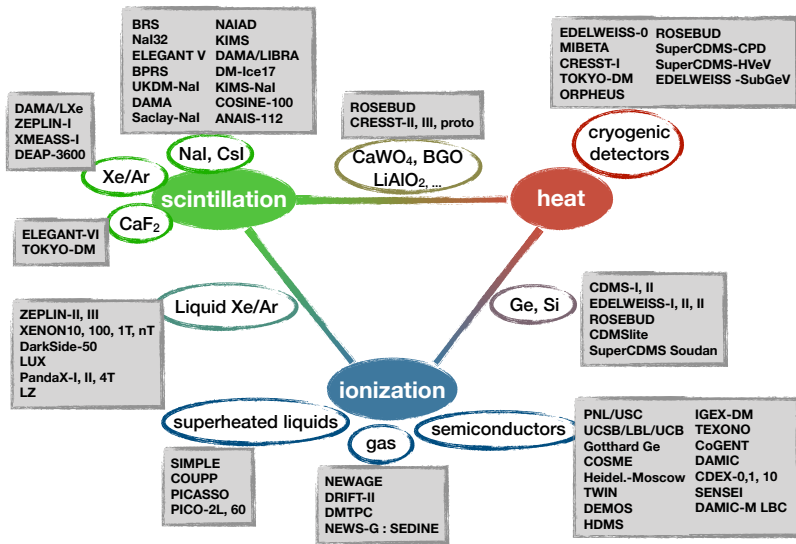 BRS
NaI32
ELEGANT V
BPRS
UKDM-NaI
DAMA
Saclay-NaI
NAIAD
KIMS
DAMA/LIBRA
DM-Ice17
KIMS-NaI
COSINE-100
ANAIS-112
EDELWEISS-0
MIBETA
CRESST-I
TOKYO-DM
ORPHEUS
ROSEBUD
SuperCDMS-CPD
SuperCDMS-HVeV
EDELWEISS -SubGeV
DAMA/LXe
ZEPLIN-I
XMEASS-I
DEAP-3600
ROSEBUD
CRESST-II, III, proto
NaI, CsI
Xe/Ar
CaF₂
scintillation
CaWO₄, BGO
LiAlO₂, ...
heat
cryogenic
detectors
ELEGANT-VI
TOKYO-DM
Liquid Xe/Ar
Ge, Si
ZEPLIN-II, III
XENON10, 100, 1T, nT
DarkSide-50
LUX
PandaX-I, II, 4T
LZ
CDMS-I, II
EDELWEISS-I, II, II
ROSEBUD
CDMSlite
SuperCDMS Soudan
ionization
superheated liquids
gas
semiconductors
SIMPLE
COUPP
PICASSO
PICO-2L, 60
NEWAGE
DRIFT-II
DMTPC
NEWS-G : SEDINE
PNL/USC
UCSB/LBL/UCB
Gotthard Ge
COSME
Heidel.-Moscow
TWIN
DEMOS
HDMS
IGEX-DM
TEXONO
CoGENT
DAMIC
CDEX-0,1, 10
SENSEI
DAMIC-M LBC